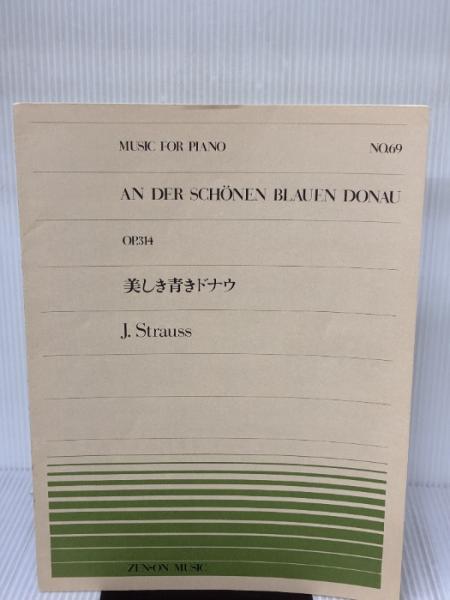 MUSIC FOR PIANO NO.69
AN DER SCHÖNEN BLAUEN DONAU
OP.314
美しき青きドナウ
J. Strauss
ZEN-ON MUSIC